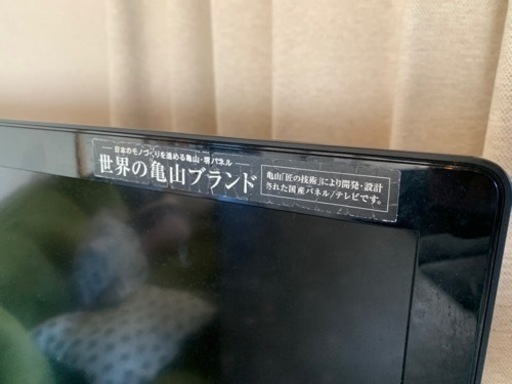 日本のモノづくりを進める亀山・堺パネル
世界の亀山ブランド
亀山「匠の技術」により開発・設計
された国産パネル/テレビです。